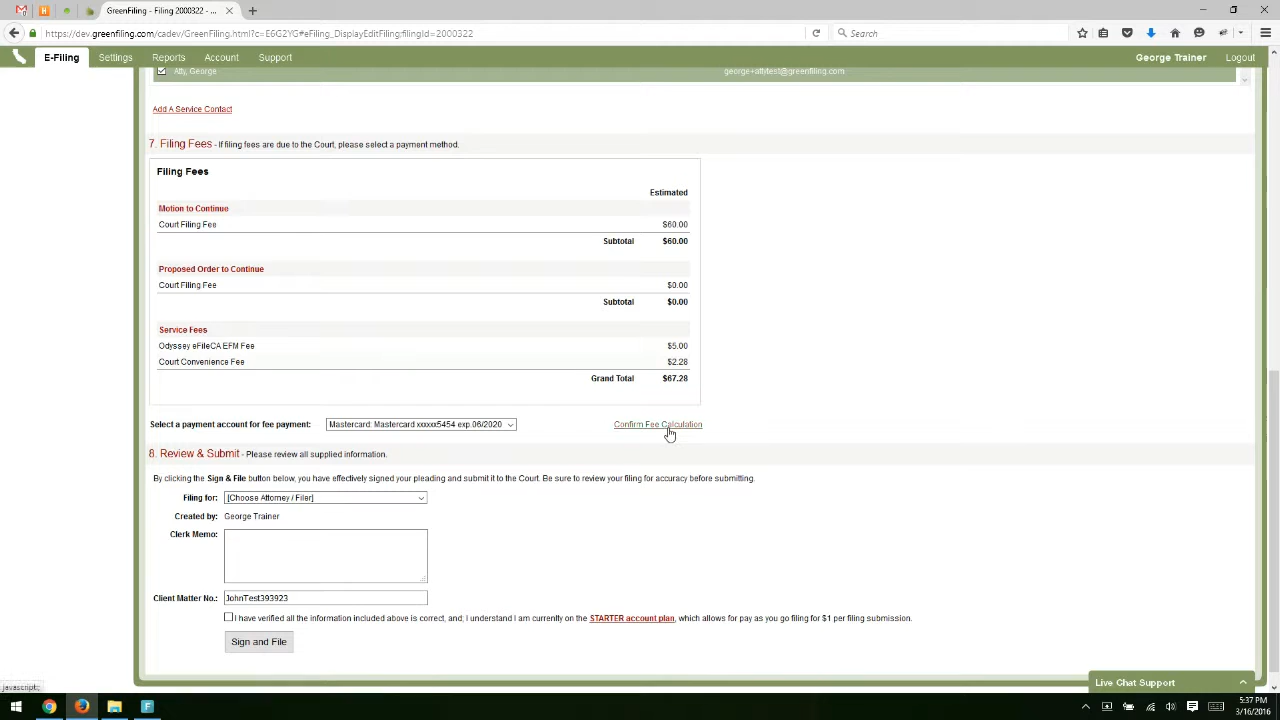 GreenFiling - Filing 2000322 - ...
https://dev.greenfiling.com/cadev/GreenFiling.html?c=E6G2YG#eFiling_DisplayEditFiling:filingId=2000322
Search
E-Filing
Settings
Reports
Account
Support
George Trainer
Logout
Atty, George
george+attytest@greenfiling.com
Add A Service Contact
7. Filing Fees - If filing fees are due to the Court, please select a payment method.
Filing Fees
Estimated
Motion to Continue
Court Filing Fee $60.00
Subtotal $60.00
Proposed Order to Continue
Court Filing Fee $0.00
Subtotal $0.00
Service Fees
Odyssey eFileCA EFM Fee $5.00
Court Convenience Fee $2.28
Grand Total $67.28
Select a payment account for fee payment: Mastercard: Mastercard xxxxx5454 exp.06/2020 Confirm Fee Calculation
8. Review & Submit - Please review all supplied information.
By clicking the Sign & File button below, you have effectively signed your pleading and submit it to the Court. Be sure to review your filing for accuracy before submitting.
Filing for: [Choose Attorney / Filer]
Created by: George Trainer
Clerk Memo:
Client Matter No.: JohnTest393923
I have verified all the information included above is correct, and; I understand I am currently on the STARTER account plan, which allows for pay as you go filing for $1 per filing submission.
Sign and File
javascript:;
Live Chat Support
5:37 PM
3/16/2016